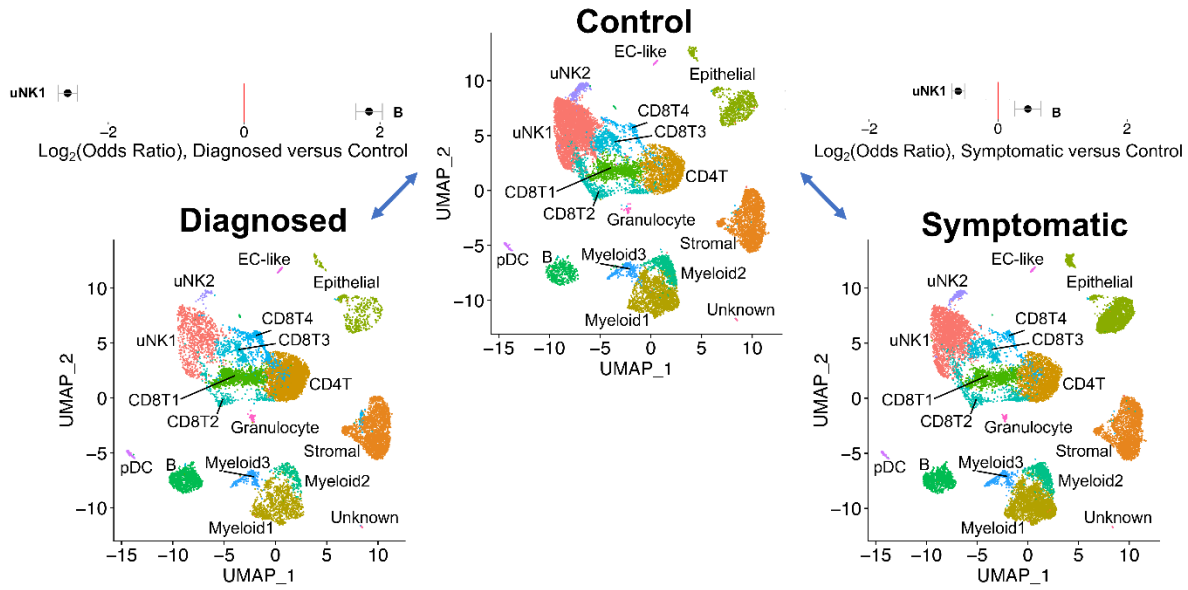 Control
uNK1
B
−2
0
2
Log₂(Odds Ratio), Diagnosed versus Control
uNK1
B
−2
0
2
Log₂(Odds Ratio), Symptomatic versus Control
EC-like
uNK2
Epithelial
CD8T4
CD8T3
uNK1
CD4T
CD8T1
CD8T2
Granulocyte
Stromal
pDC
B
Myeloid3
Myeloid2
Myeloid1
Unknown
10
5
0
−5
−10
UMAP_2
−15
−10
−5
0
5
10
UMAP_1
Diagnosed
EC-like
uNK2
Epithelial
CD8T4
uNK1
CD8T3
CD4T
CD8T1
CD8T2
Granulocyte
Stromal
pDC
B
Myeloid3
Myeloid2
Myeloid1
Unknown
10
5
0
−5
−10
UMAP_2
−15
−10
−5
0
5
10
UMAP_1
Symptomatic
EC-like
uNK2
Epithelial
CD8T4
uNK1
CD8T3
CD4T
CD8T1
CD8T2
Granulocyte
Stromal
pDC
B
Myeloid3
Myeloid2
Myeloid1
Unknown
10
5
0
−5
−10
UMAP_2
−15
−10
−5
0
5
10
UMAP_1